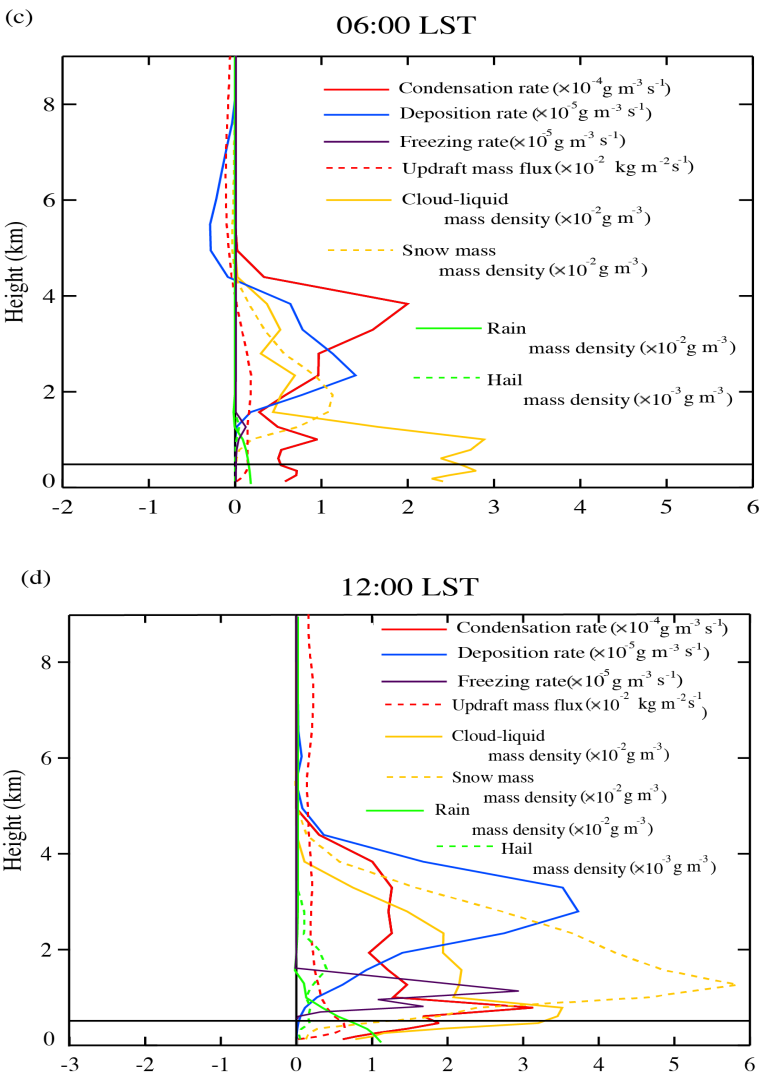 (c)
06:00 LST
Condensation rate (×10⁻⁴g m⁻³ s⁻¹)
Deposition rate (×10⁻⁵g m⁻³ s⁻¹)
Freezing rate(×10⁻⁵g m⁻³ s⁻¹)
Updraft mass flux(×10⁻² kg m⁻²s⁻¹)
Cloud-liquid
mass density (×10⁻²g m⁻³)
Snow mass
mass density (×10⁻²g m⁻³)
Rain
mass density (×10⁻²g m⁻³)
Hail
mass density (×10⁻³g m⁻³)
Height (km)
8
6
4
2
0
-2 -1 0 1 2 3 4 5 6
(d)
12:00 LST
Condensation rate (×10⁻⁴g m⁻³ s⁻¹)
Deposition rate (×10⁻⁵g m⁻³ s⁻¹)
Freezing rate(×10⁵g m⁻³ s⁻¹)
Updraft mass flux (×10⁻² kg m⁻²s⁻¹)
Cloud-liquid
mass density (×10⁻²g m⁻³)
Snow mass
mass density (×10⁻²g m⁻³)
Rain
mass density (×10⁻²g m⁻³)
Hail
mass density (×10⁻³g m⁻³)
Height (km)
8
6
4
2
0
-3 -2 -1 0 1 2 3 4 5 6